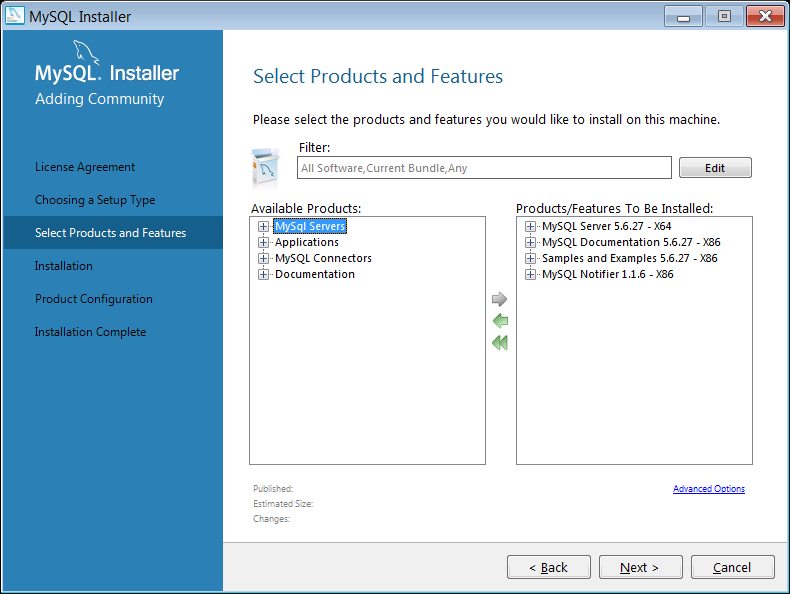 MySQL Installer
MySQL. Installer
Adding Community
License Agreement
Choosing a Setup Type
Select Products and Features
Installation
Product Configuration
Installation Complete
Select Products and Features
Please select the products and features you would like to install on this machine.
Filter:
All Software,Current Bundle,Any
Edit
Available Products:
MySql Servers
Applications
MySQL Connectors
Documentation
Products/Features To Be Installed:
MySQL Server 5.6.27 - X64
MySQL Documentation 5.6.27 - X86
Samples and Examples 5.6.27 - X86
MySQL Notifier 1.1.6 - X86
Published:
Estimated Size:
Changes:
Advanced Options
< Back
Next >
Cancel